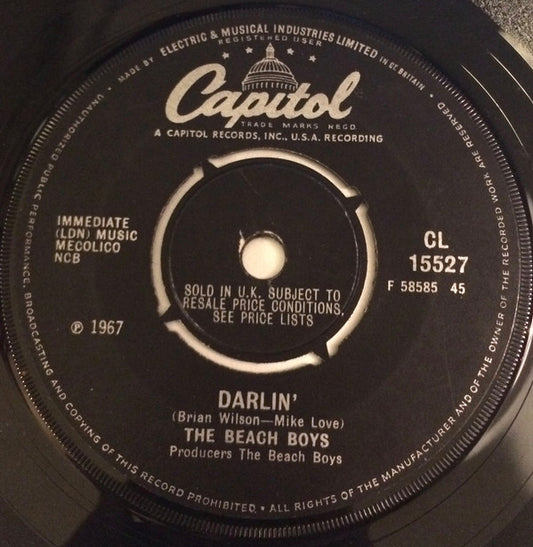 MADE BY ELECTRIC & MUSICAL INDUSTRIES LIMITED IN GT. BRITAIN •
REGISTERED USER
Capitol
TRADE MARKS REGD.
A CAPITOL RECORDS, INC., U.S.A. RECORDING
IMMEDIATE
(LDN) MUSIC
MECOLICO
NCB
CL
15527
F 58585 45
SOLD IN U.K. SUBJECT TO
RESALE PRICE CONDITIONS,
SEE PRICE LISTS
℗ 1967
DARLIN'
(Brian Wilson—Mike Love)
THE BEACH BOYS
Producers The Beach Boys
• UNAUTHORIZED PUBLIC PERFORMANCE, BROADCASTING AND COPYING OF THIS RECORD PROHIBITED. • ALL RIGHTS OF THE MANUFACTURER AND OF THE OWNER OF THE RECORDED WORK ARE RESERVED